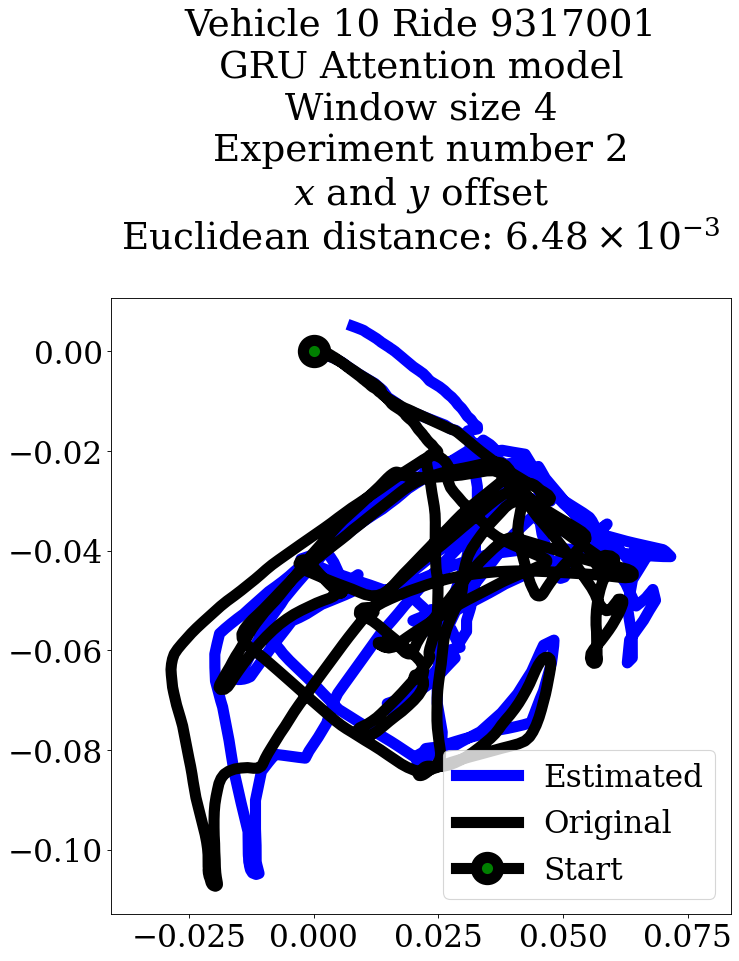 Vehicle 10 Ride 9317001
GRU Attention model
Window size 4
Experiment number 2
x and y offset
Euclidean distance: 6.48 × 10⁻³
0.00
−0.02
−0.04
−0.06
−0.08
−0.10
Estimated
Original
Start
−0.025 0.000 0.025 0.050 0.075